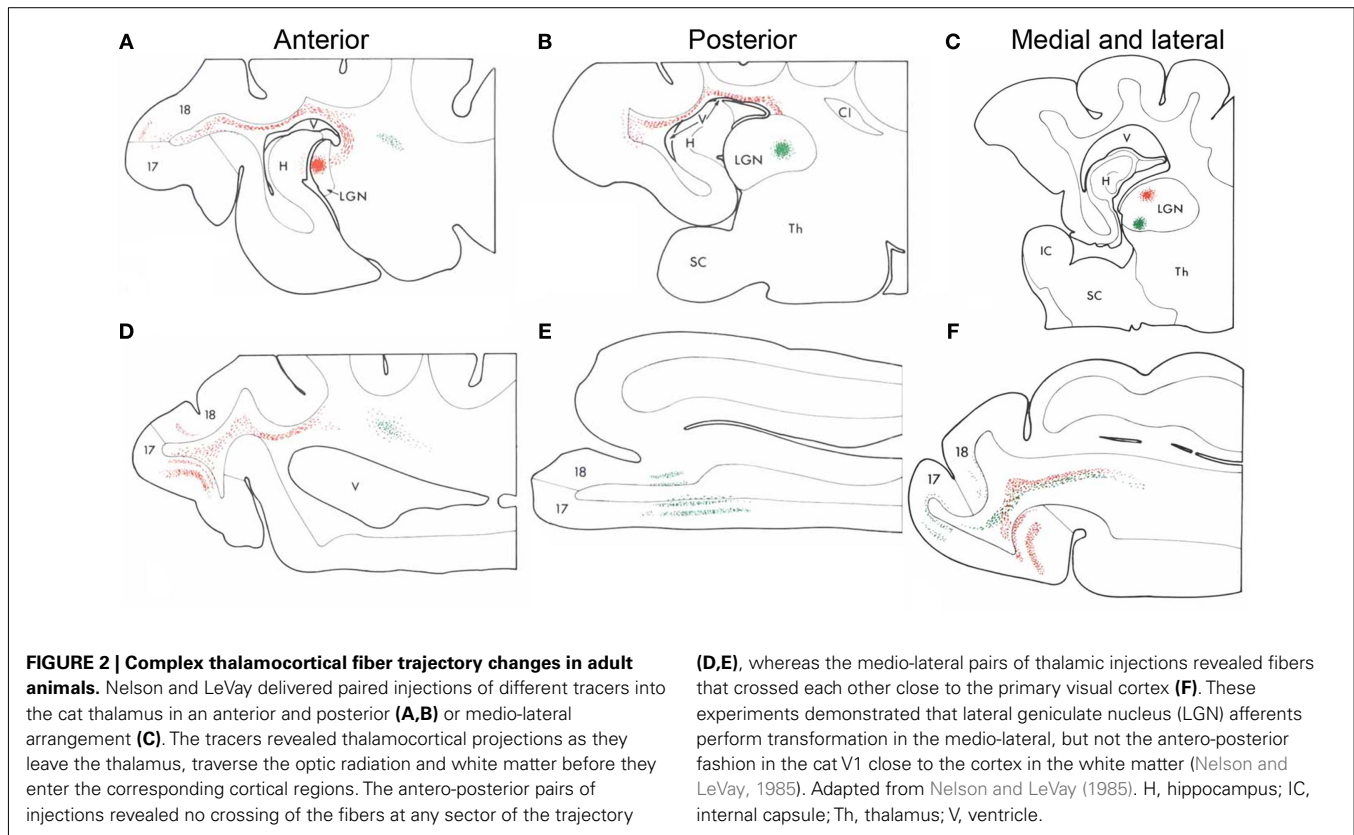 A
Anterior
B
Posterior
C
Medial and lateral
18
17
V
H
LGN
V
H
LGN
CI
Th
SC
V
H
LGN
IC
SC
Th
D
18
17
V
E
18
17
F
18
17
FIGURE 2 | Complex thalamocortical fiber trajectory changes in adult
animals. Nelson and LeVay delivered paired injections of different tracers into
the cat thalamus in an anterior and posterior (A,B) or medio-lateral
arrangement (C). The tracers revealed thalamocortical projections as they
leave the thalamus, traverse the optic radiation and white matter before they
enter the corresponding cortical regions. The antero-posterior pairs of
injections revealed no crossing of the fibers at any sector of the trajectory
(D,E), whereas the medio-lateral pairs of thalamic injections revealed fibers
that crossed each other close to the primary visual cortex (F). These
experiments demonstrated that lateral geniculate nucleus (LGN) afferents
perform transformation in the medio-lateral, but not the antero-posterior
fashion in the cat V1 close to the cortex in the white matter (Nelson and
LeVay, 1985). Adapted from Nelson and LeVay (1985). H, hippocampus; IC,
internal capsule; Th, thalamus; V, ventricle.